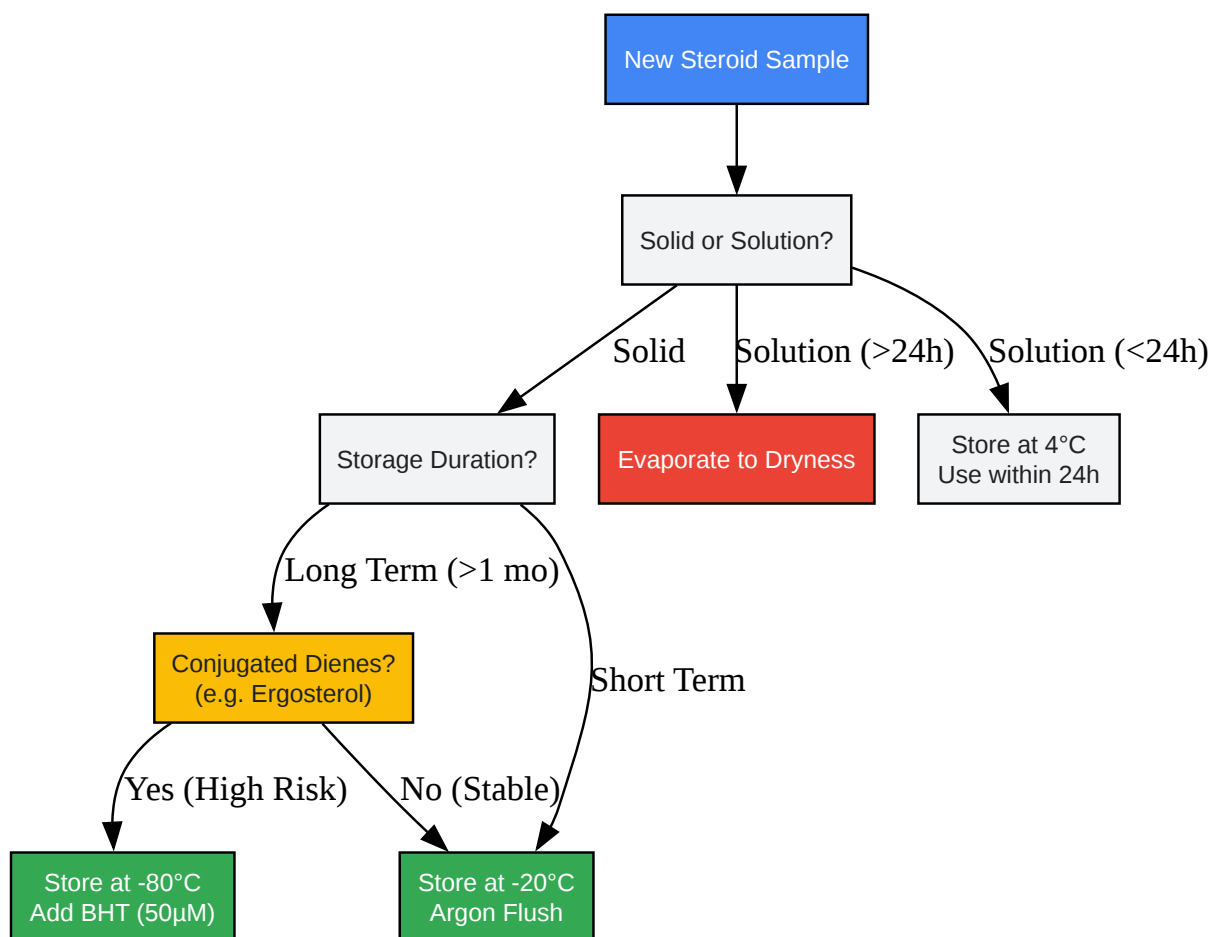 New Steroid Sample
Solid or Solution?
Solid
Solution (>24h)
Solution (<24h)
Storage Duration?
Evaporate to Dryness
Store at 4°C
Use within 24h
Long Term (>1 mo)
Conjugated Dienes?
(e.g. Ergosterol)
Short Term
Yes (High Risk)
No (Stable)
Store at -80°C
Add BHT (50µM)
Store at -20°C
Argon Flush